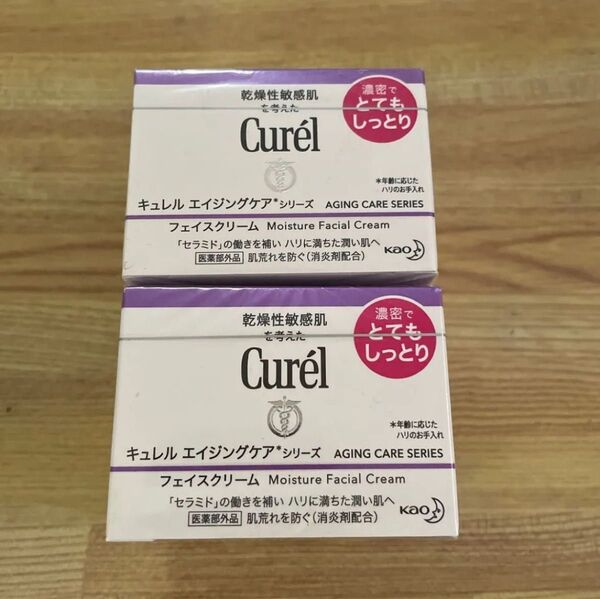 乾燥性敏感肌
を考えた
Curél
濃密で
とても
しっとり
*年齢に応じた
ハリのお手入れ
キュレル エイジングケア*シリーズ AGING CARE SERIES
フェイスクリーム Moisture Facial Cream
「セラミド」の働きを補い ハリに満ちた潤い肌へ
医薬部外品 肌荒れを防ぐ(消炎剤配合)
Kao
乾燥性敏感肌
を考えた
Curél
濃密で
とても
しっとり
*年齢に応じた
ハリのお手入れ
キュレル エイジングケア*シリーズ AGING CARE SERIES
フェイスクリーム Moisture Facial Cream
「セラミド」の働きを補い ハリに満ちた潤い肌へ
医薬部外品 肌荒れを防ぐ(消炎剤配合)
Kao